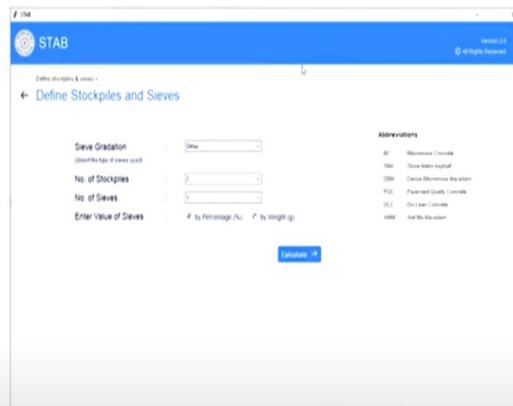 STAB
STAB
Version 2.0
© All Rights Reserved
Define stockpiles & sieves
Define Stockpiles and Sieves
Sieve Gradation :
Other
(Select the type of sieves used)
No. of Stockpiles : 2
No. of Sieves :
Enter Value of Sieves : by Percentage (%) by Weight (g)
Calculate →
Abbreviations
BC Bituminous Concrete
SMA Stone Matrix Asphalt
DBM Dense Bituminous Macadam
PQC Pavement Quality Concrete
DLC Dry Lean Concrete
WMM Wet Mix Macadam